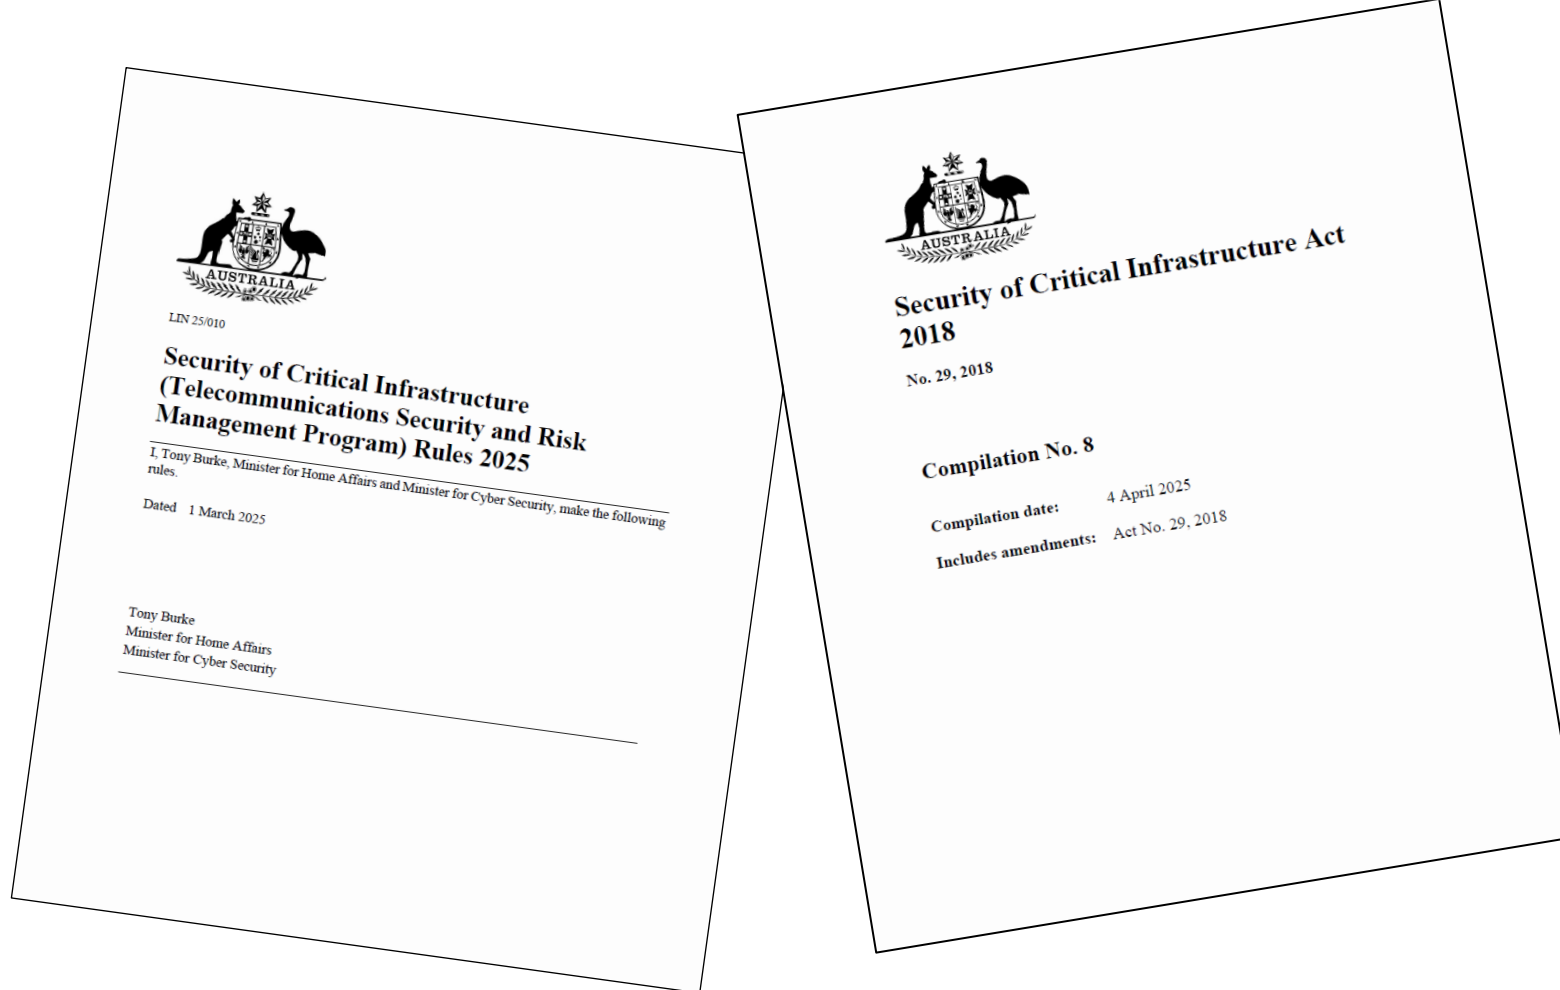 AUSTRALIA
LIN 25/010
Security of Critical Infrastructure
(Telecommunications Security and Risk
Management Program) Rules 2025
I, Tony Burke, Minister for Home Affairs and Minister for Cyber Security, make the following
rules.
Dated 1 March 2025
Tony Burke
Minister for Home Affairs
Minister for Cyber Security
AUSTRALIA
Security of Critical Infrastructure Act
2018
No. 29, 2018
Compilation No. 8
Compilation date: 4 April 2025
Includes amendments: Act No. 29, 2018